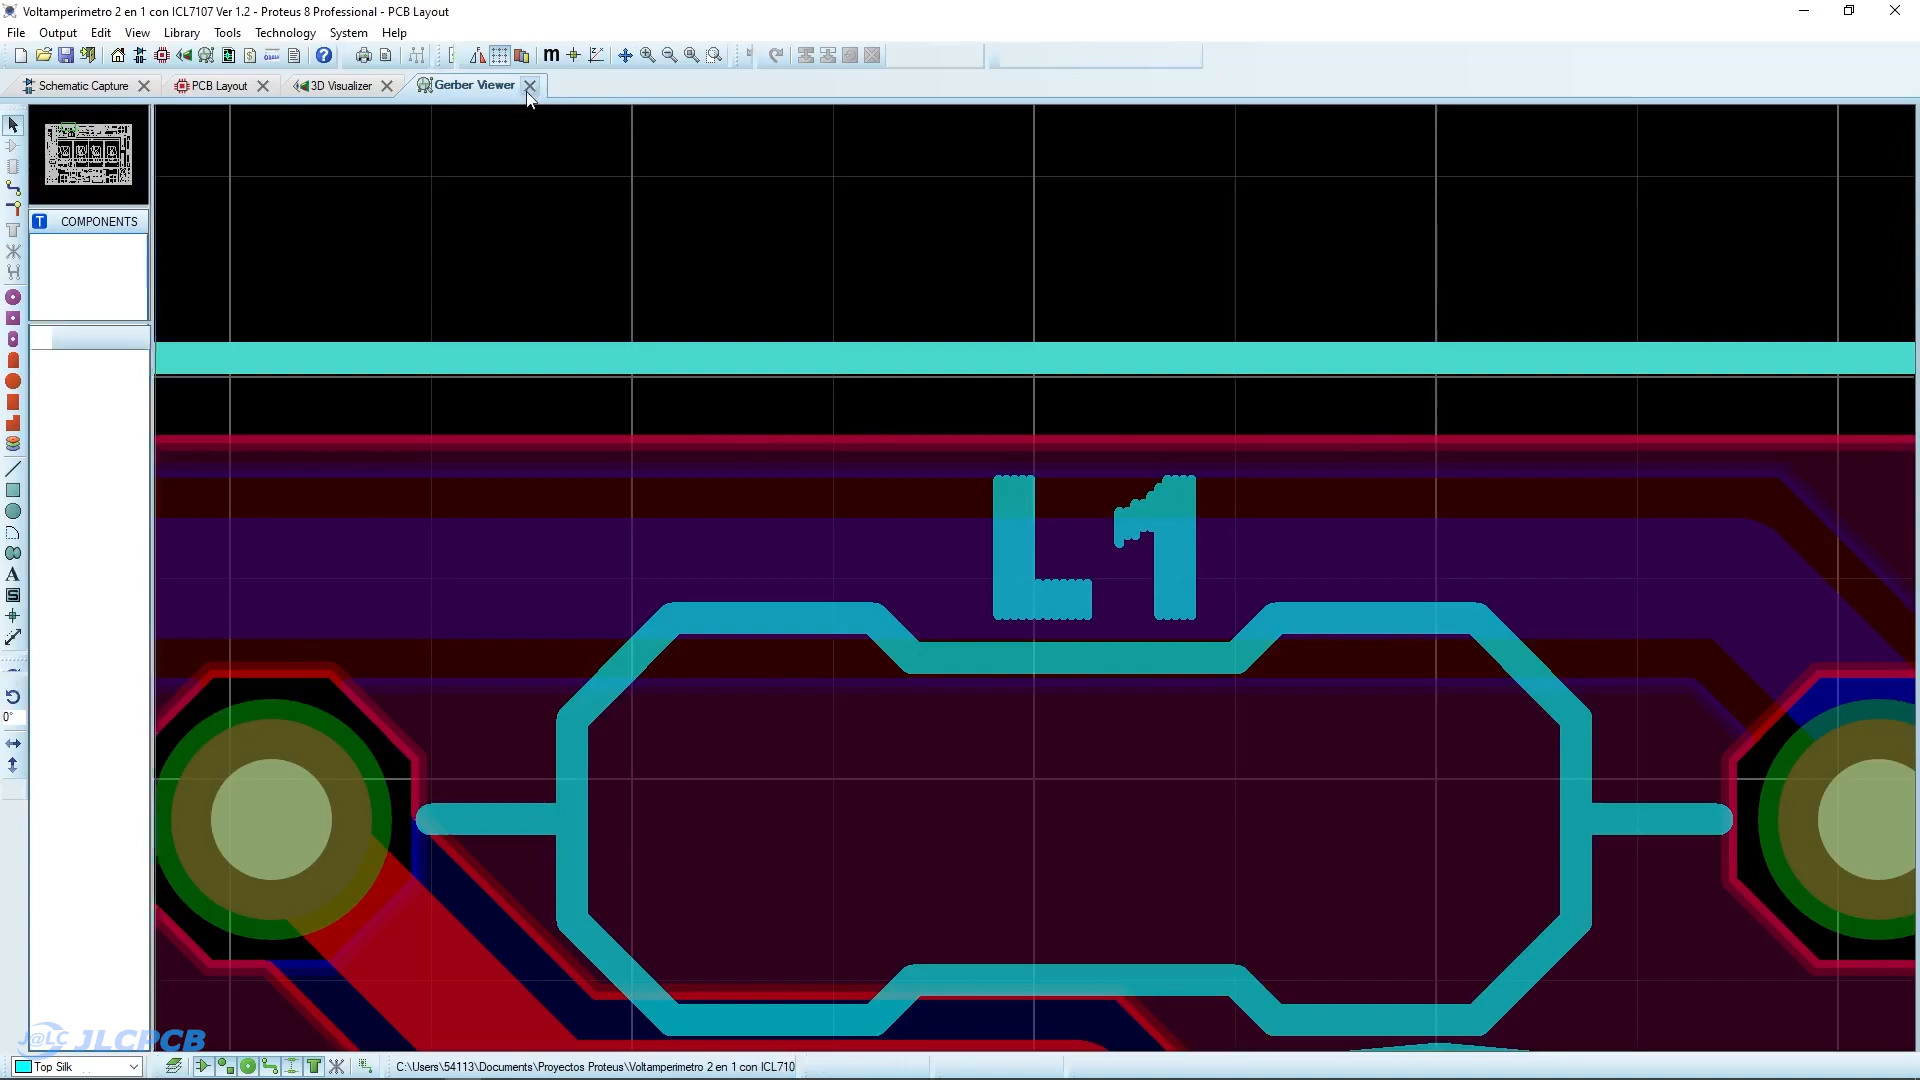 Voltamperimetro 2 en 1 con ICL7107 Ver 1.2 - Proteus 8 Professional - PCB Layout
File Output Edit View Library Tools Technology System Help
Schematic Capture PCB Layout 3D Visualizer Gerber Viewer
T COMPONENTS
L1
0°
J@LC JLCPCB
Top Silk C:\Users\54113\Documents\Proyectos Proteus\Voltamperimetro 2 en 1 con ICL710